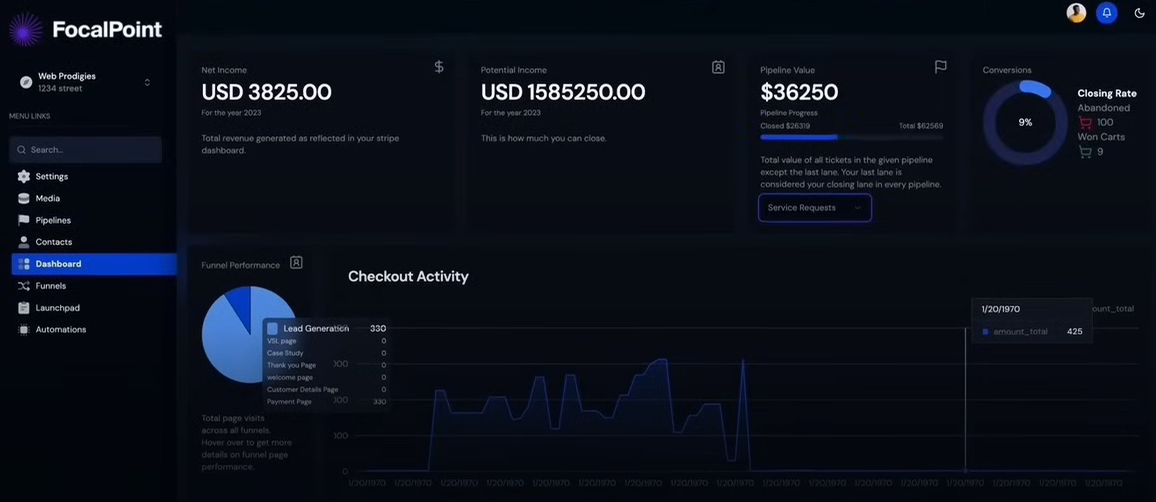 FocalPoint
Web Prodigies
1234 street
MENU LINKS
Search...
Settings
Media
Pipelines
Contacts
Dashboard
Funnels
Launchpad
Automations
Net Income
USD 3825.00
For the year 2023
Total revenue generated as reflected in your stripe
dashboard.
Potential Income
USD 1585250.00
For the year 2023
This is how much you can close.
Pipeline Value
$36250
Pipeline Progress
Closed $26319
Total $62569
Total value of all tickets in the given pipeline
except the last lane. Your last lane is
considered your closing lane in every pipeline.
Service Requests
Conversions
9%
Closing Rate
Abandoned
100
Won Carts
9
Funnel Performance
Lead Generation 330
VSL page 0
Case Study 0
Thank you Page 0
welcome page 0
Customer Details Page 0
Payment Page 330
Total page visits
across all funnels.
Hover over to get more
details on funnel page
performance.
Checkout Activity
1/20/1970
amount_total 425
ount_total
000
000
000
0
1/20/1970 1/20/1970 1/20/1970 1/20/1970 1/20/1970 1/20/1970 1/20/1970 1/20/1970 1/20/1970 1/20/1970 1/20/1970 1/20/1970 1/20/1970 1/20/1970 1/20/1970 1/20/1970 1/20/1970